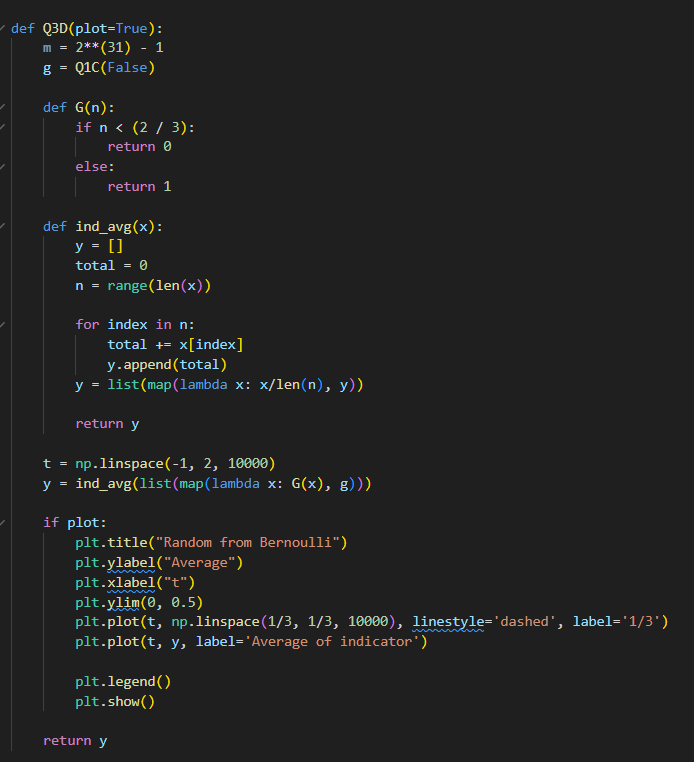 def Q3D(plot=True):
    m = 2**(31) - 1
    g = Q1C(False)

    def G(n):
        if n < (2 / 3):
            return 0
        else:
            return 1

    def ind_avg(x):
        y = []
        total = 0
        n = range(len(x))

        for index in n:
            total += x[index]
            y.append(total)
        y = list(map(lambda x: x/len(n), y))

        return y

    t = np.linspace(-1, 2, 10000)
    y = ind_avg(list(map(lambda x: G(x), g)))

    if plot:
        plt.title("Random from Bernoulli")
        plt.ylabel("Average")
        plt.xlabel("t")
        plt.ylim(0, 0.5)
        plt.plot(t, np.linspace(1/3, 1/3, 10000), linestyle='dashed', label='1/3')
        plt.plot(t, y, label='Average of indicator')

        plt.legend()
        plt.show()

    return y